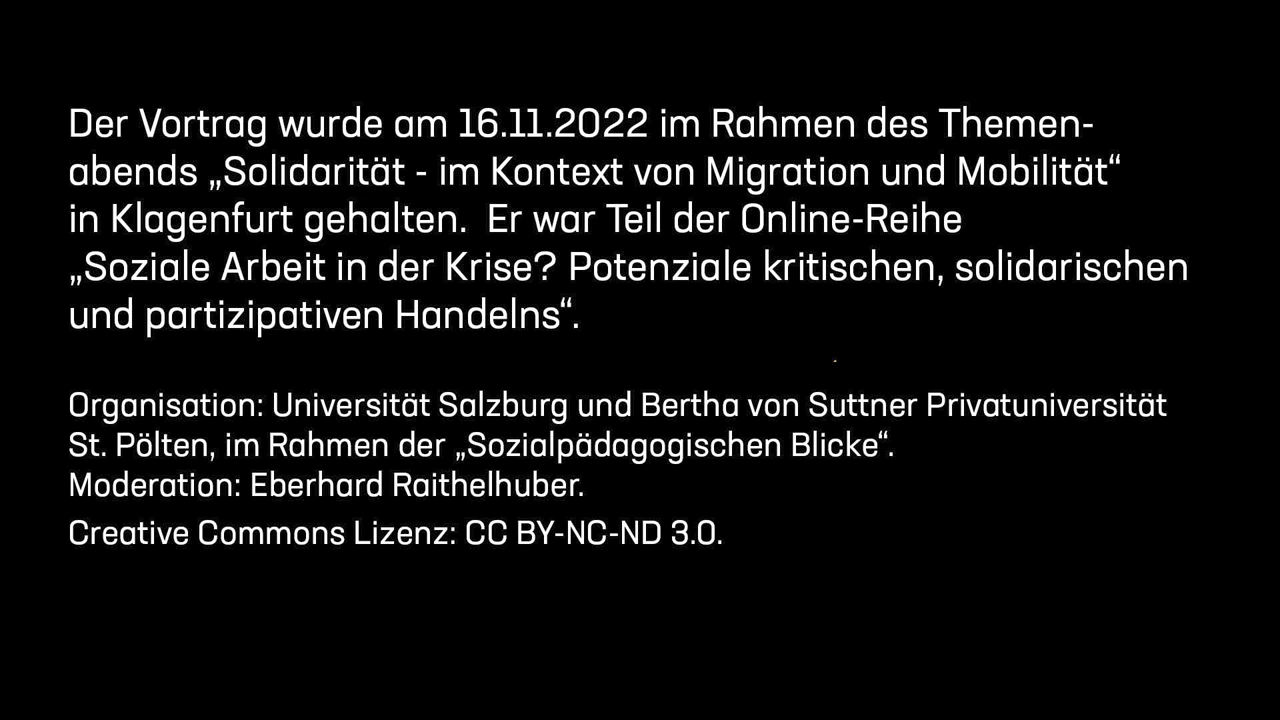 Der Vortrag wurde am 16.11.2022 im Rahmen des Themen-
abends „Solidarität - im Kontext von Migration und Mobilität“
in Klagenfurt gehalten.  Er war Teil der Online-Reihe
„Soziale Arbeit in der Krise? Potenziale kritischen, solidarischen
und partizipativen Handelns“.
Organisation: Universität Salzburg und Bertha von Suttner Privatuniversität
St. Pölten, im Rahmen der „Sozialpädagogischen Blicke“.
Moderation: Eberhard Raithelhuber.
Creative Commons Lizenz: CC BY-NC-ND 3.0.